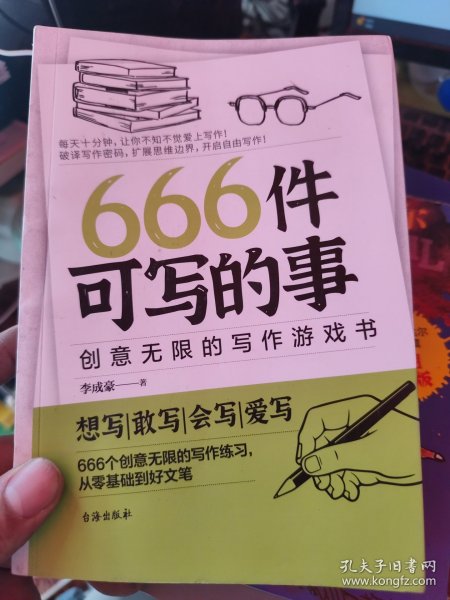 每天十分钟，让你不知不觉爱上写作！
破译写作密码，扩展思维边界，开启自由写作！
666件
可写的事
创意无限的写作游戏书
李成豪——著
想写|敢写|会写|爱写
666个创意无限的写作练习，
从零基础到好文笔
台海出版社
孔夫子旧书网
www.kongfz.com